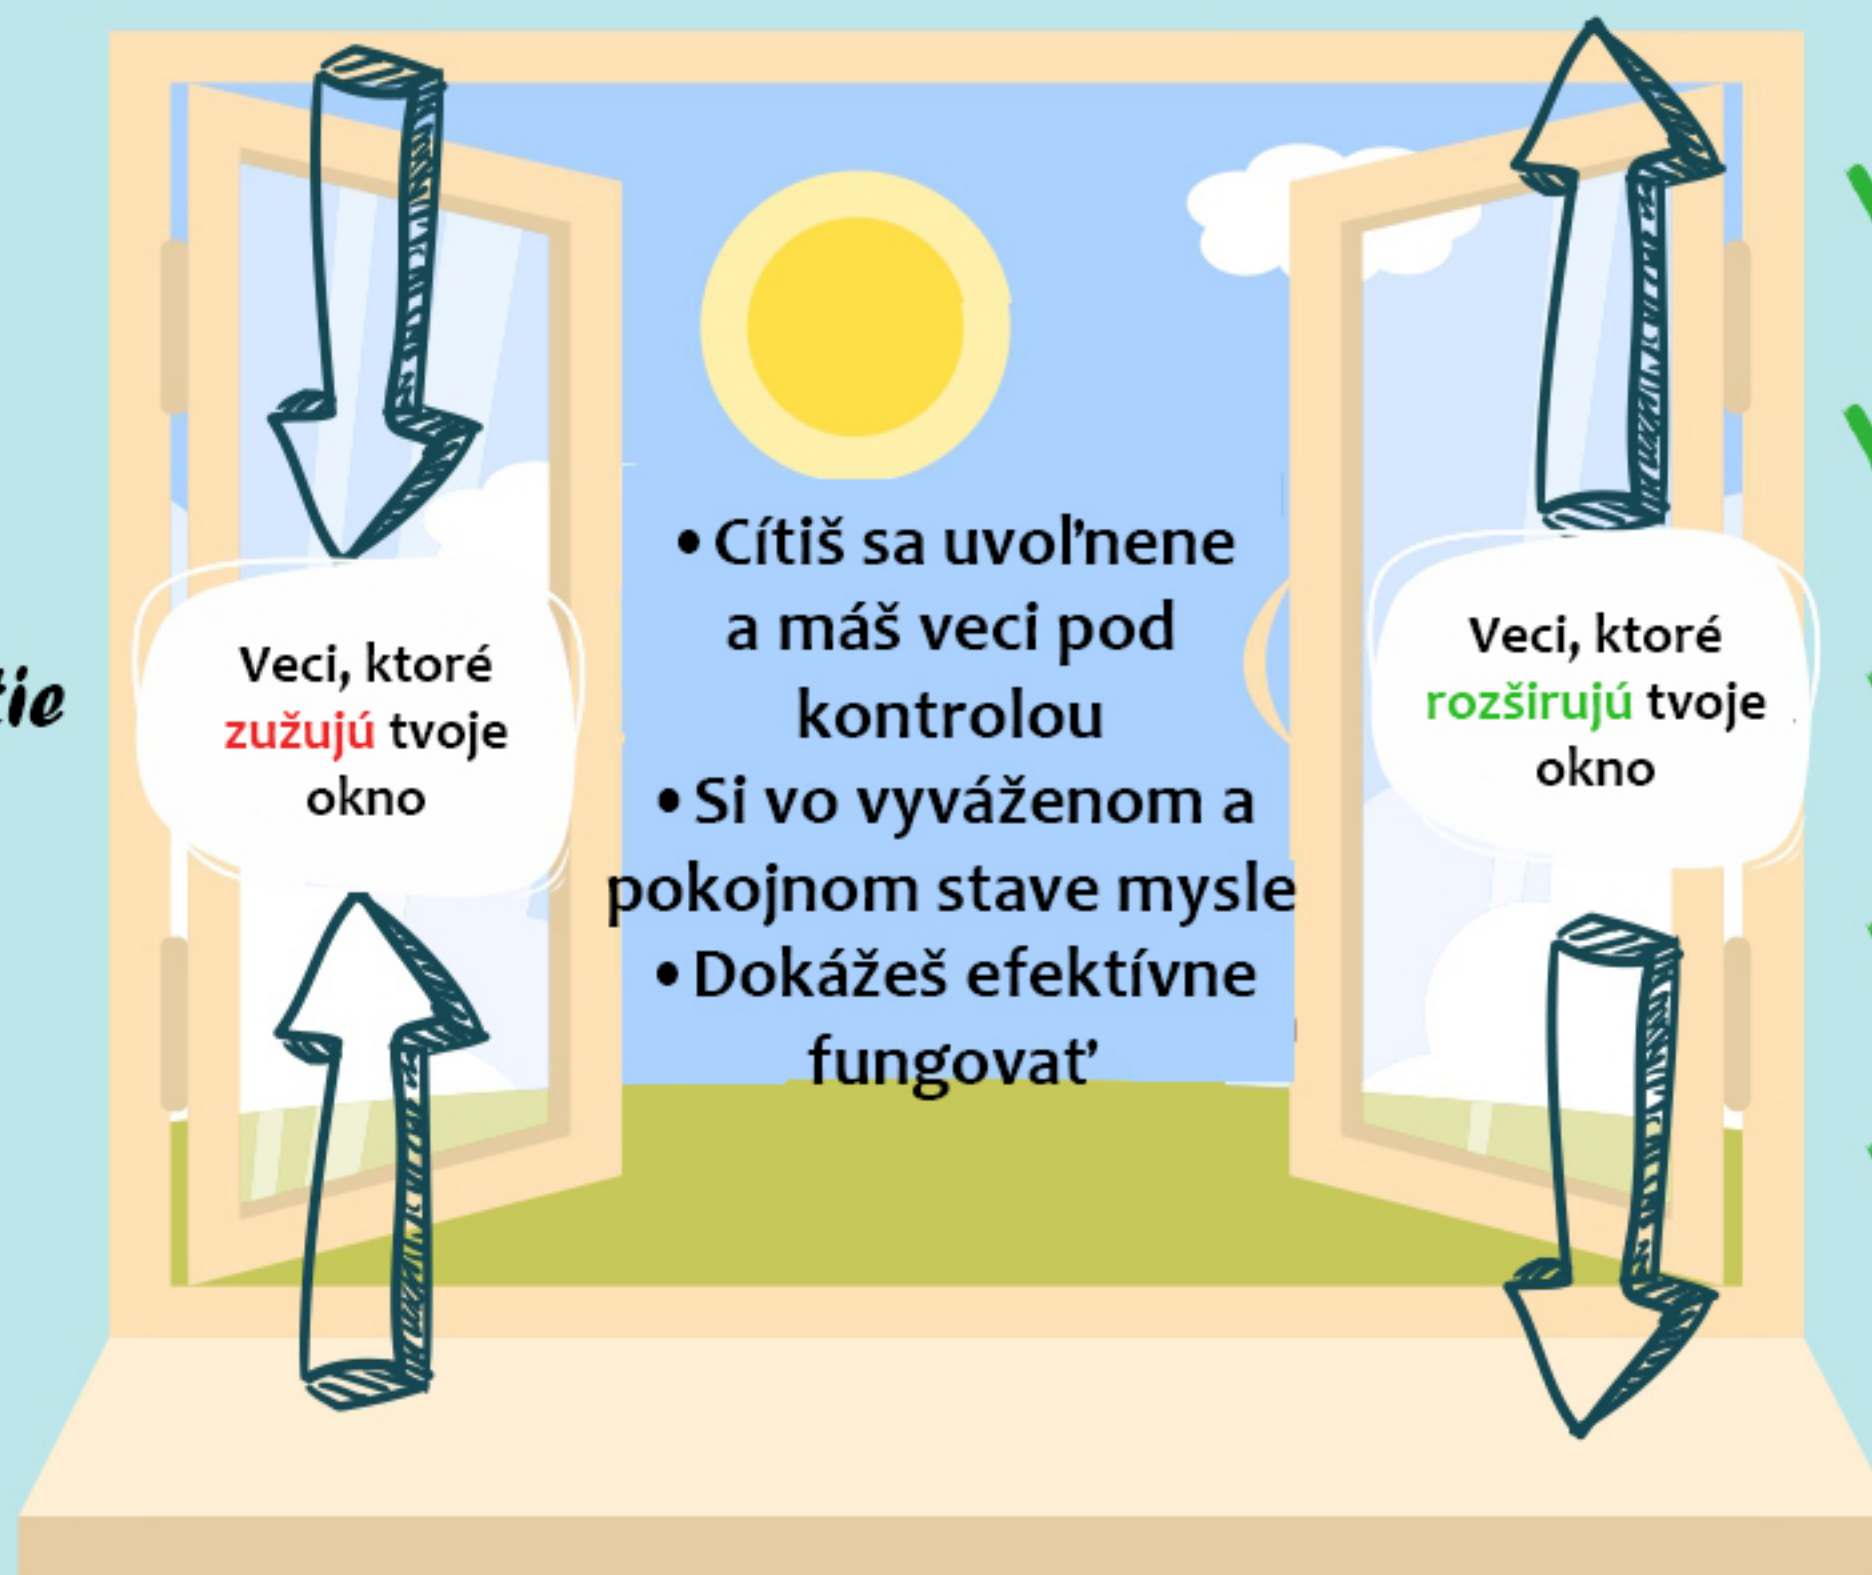 Veci, ktoré
zužujú tvoje
okno
• Cítiš sa uvoľnene
a máš veci pod
kontrolou
• Si vo vyváženom a
pokojnom stave mysle
• Dokážeš efektívne
fungovať
Veci, ktoré
rozširujú tvoje
okno